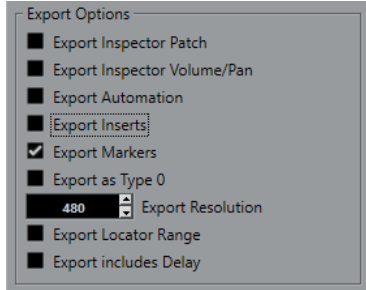 Export Options
Export Inspector Patch
Export Inspector Volume/Pan
Export Automation
Export Inserts
Export Markers
Export as Type 0
480 Export Resolution
Export Locator Range
Export includes Delay